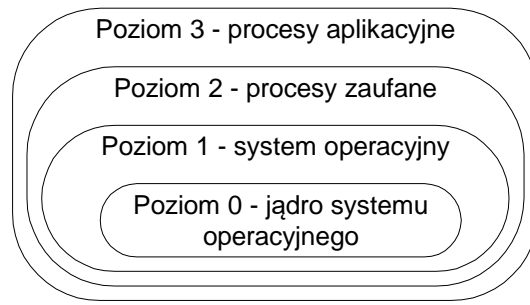 Poziom 3 - procesy aplikacyjne
Poziom 2 - procesy zaufane
Poziom 1 - system operacyjny
Poziom 0 - jądro systemu
operacyjnego